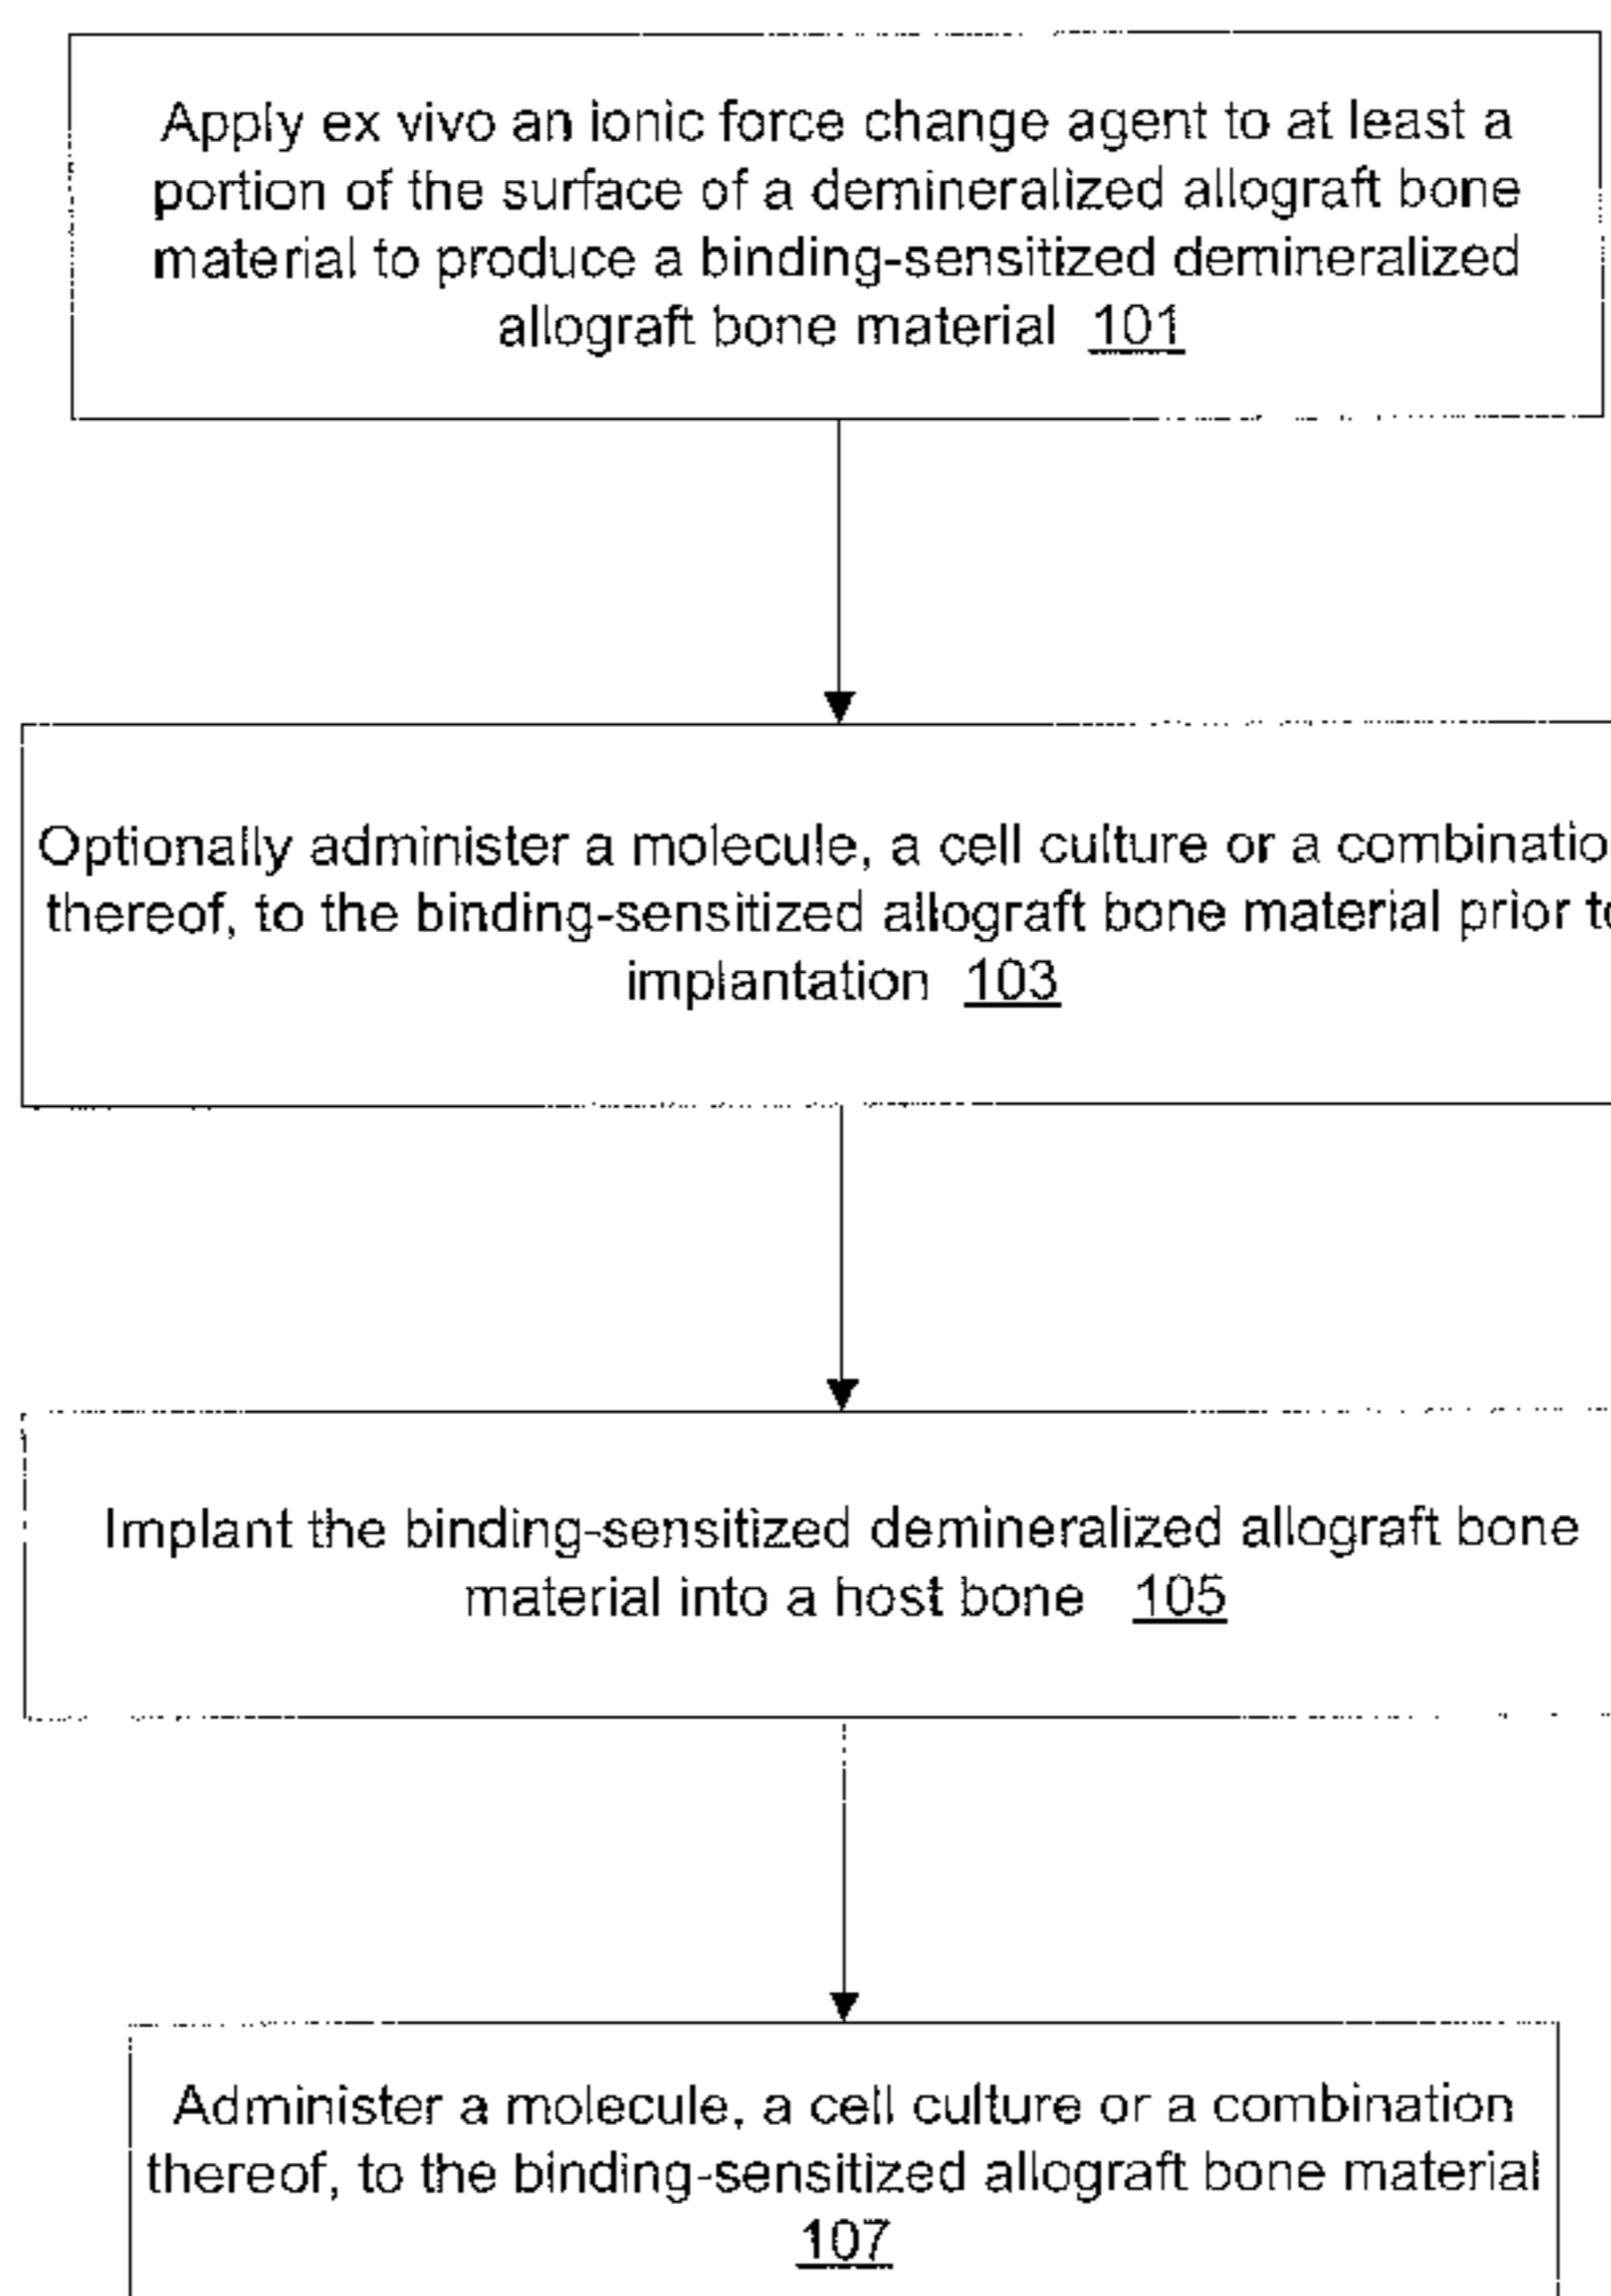 Apply ex vivo an ionic force change agent to at least a
portion of the surface of a demineralized allograft bone
material to produce a binding-sensitized demineralized
allograft bone material 101
Optionally administer a molecule, a cell culture or a combinatio
thereof, to the binding-sensitized allograft bone material prior to
implantation 103
Implant the binding-sensitized demineralized allograft bone
material into a host bone 105
Administer a molecule, a cell culture or a combination
thereof, to the binding-sensitized allograft bone material
107